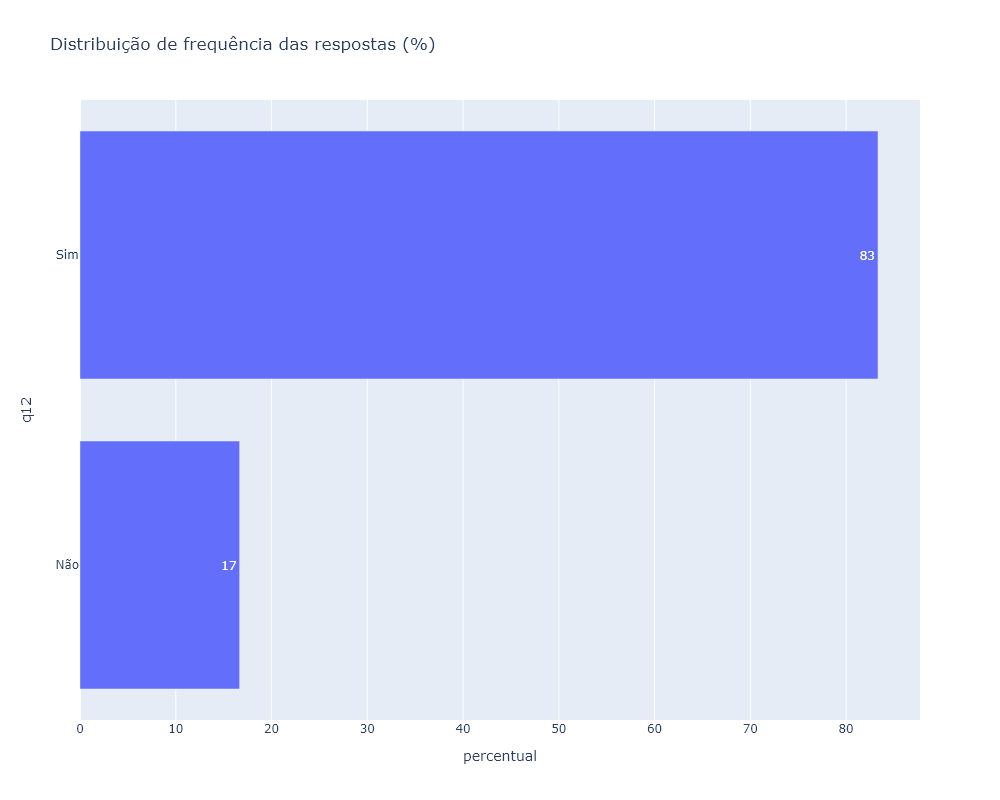 Distribuição de frequência das respostas (%)
Sim
83
q12
Não
17
0 10 20 30 40 50 60 70 80
percentual